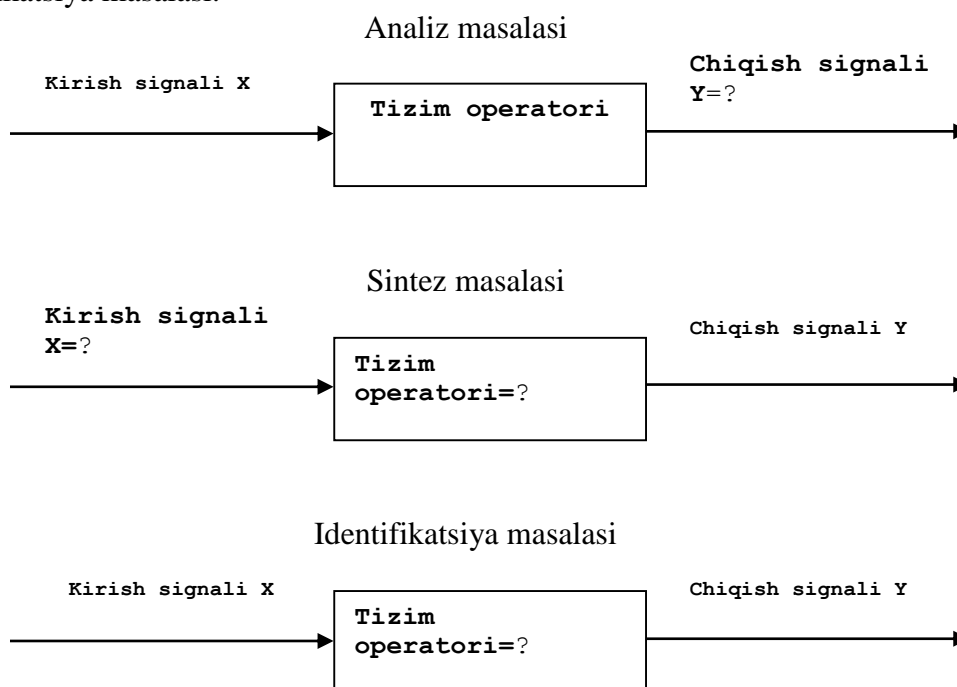 masalasi.
Analiz masalasi
Kirish signali X
Tizim operatori
Chiqish signali
Y=?
Sintez masalasi
Kirish signali
X=?
Tizim
operatori=?
Chiqish signali Y
Identifikatsiya masalasi
Kirish signali X
Tizim
operatori=?
Chiqish signali Y